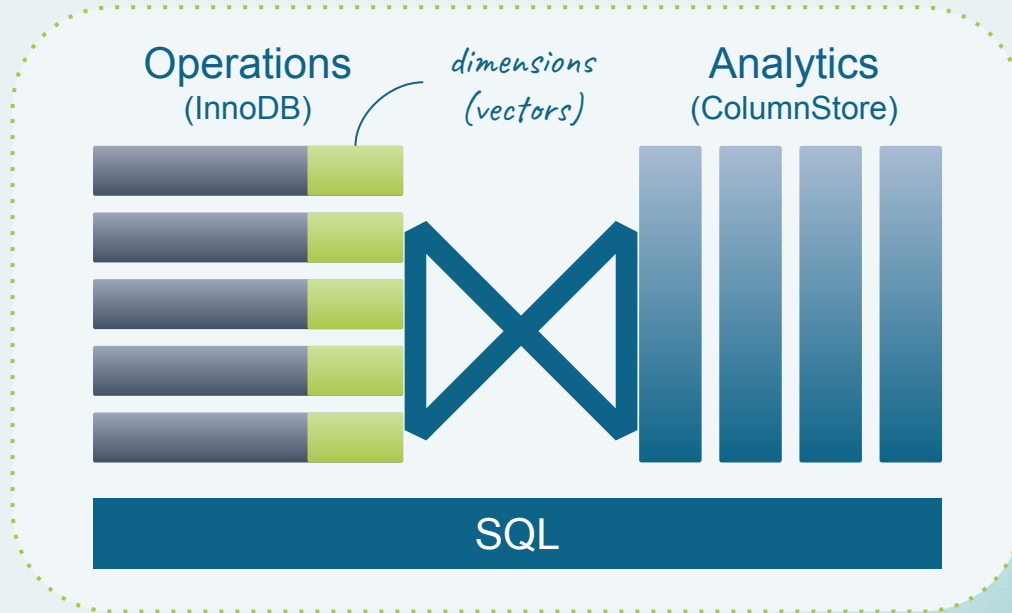 Operations
(InnoDB)
dimensions
(vectors)
Analytics
(ColumnStore)
SQL